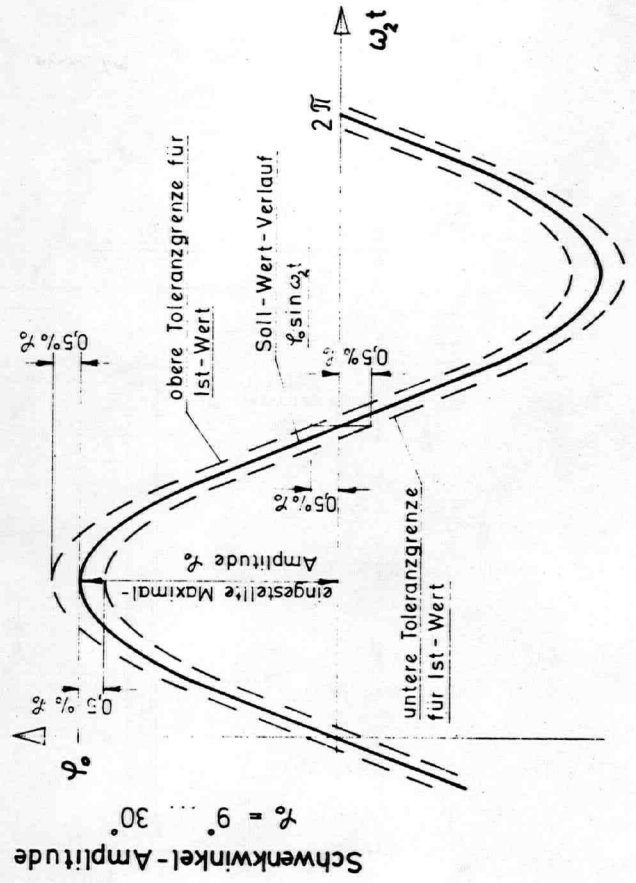 Schwenkwinkel-Amplitude
φ₀ = 9° ... 30°
φ₀
0,5
% φ₀
0,5% φ₀
eingestellte Maximal-
Amplitude φ₀
obere Toleranzgrenze für
Ist-Wert
Soll-Wert-Verlauf
φ₀ sin ω₂t
0,5% φ₀
0,5%
φ₀
untere Toleranzgrenze
für Ist-Wert
2π
ω₂t